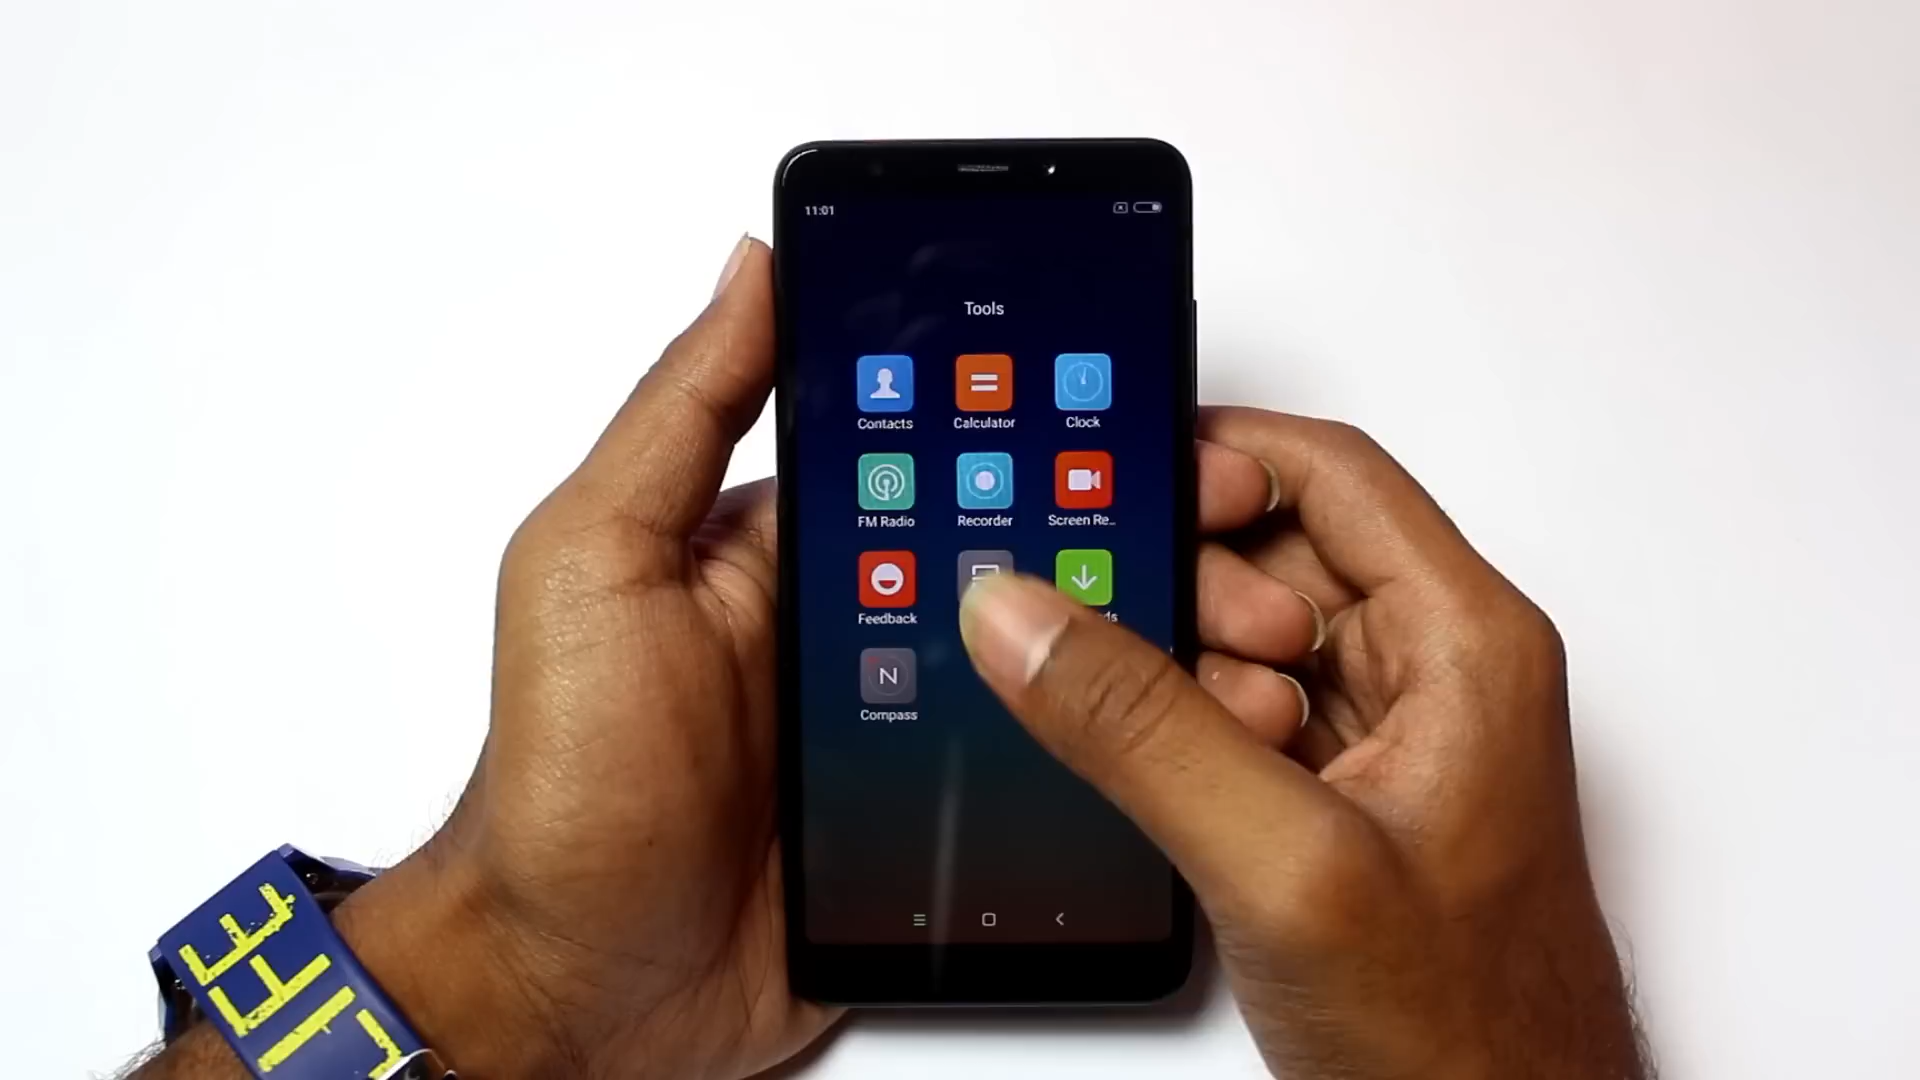 11:01
Tools
Contacts Calculator Clock
FM Radio Recorder Screen Re...
Feedback
N
Compass